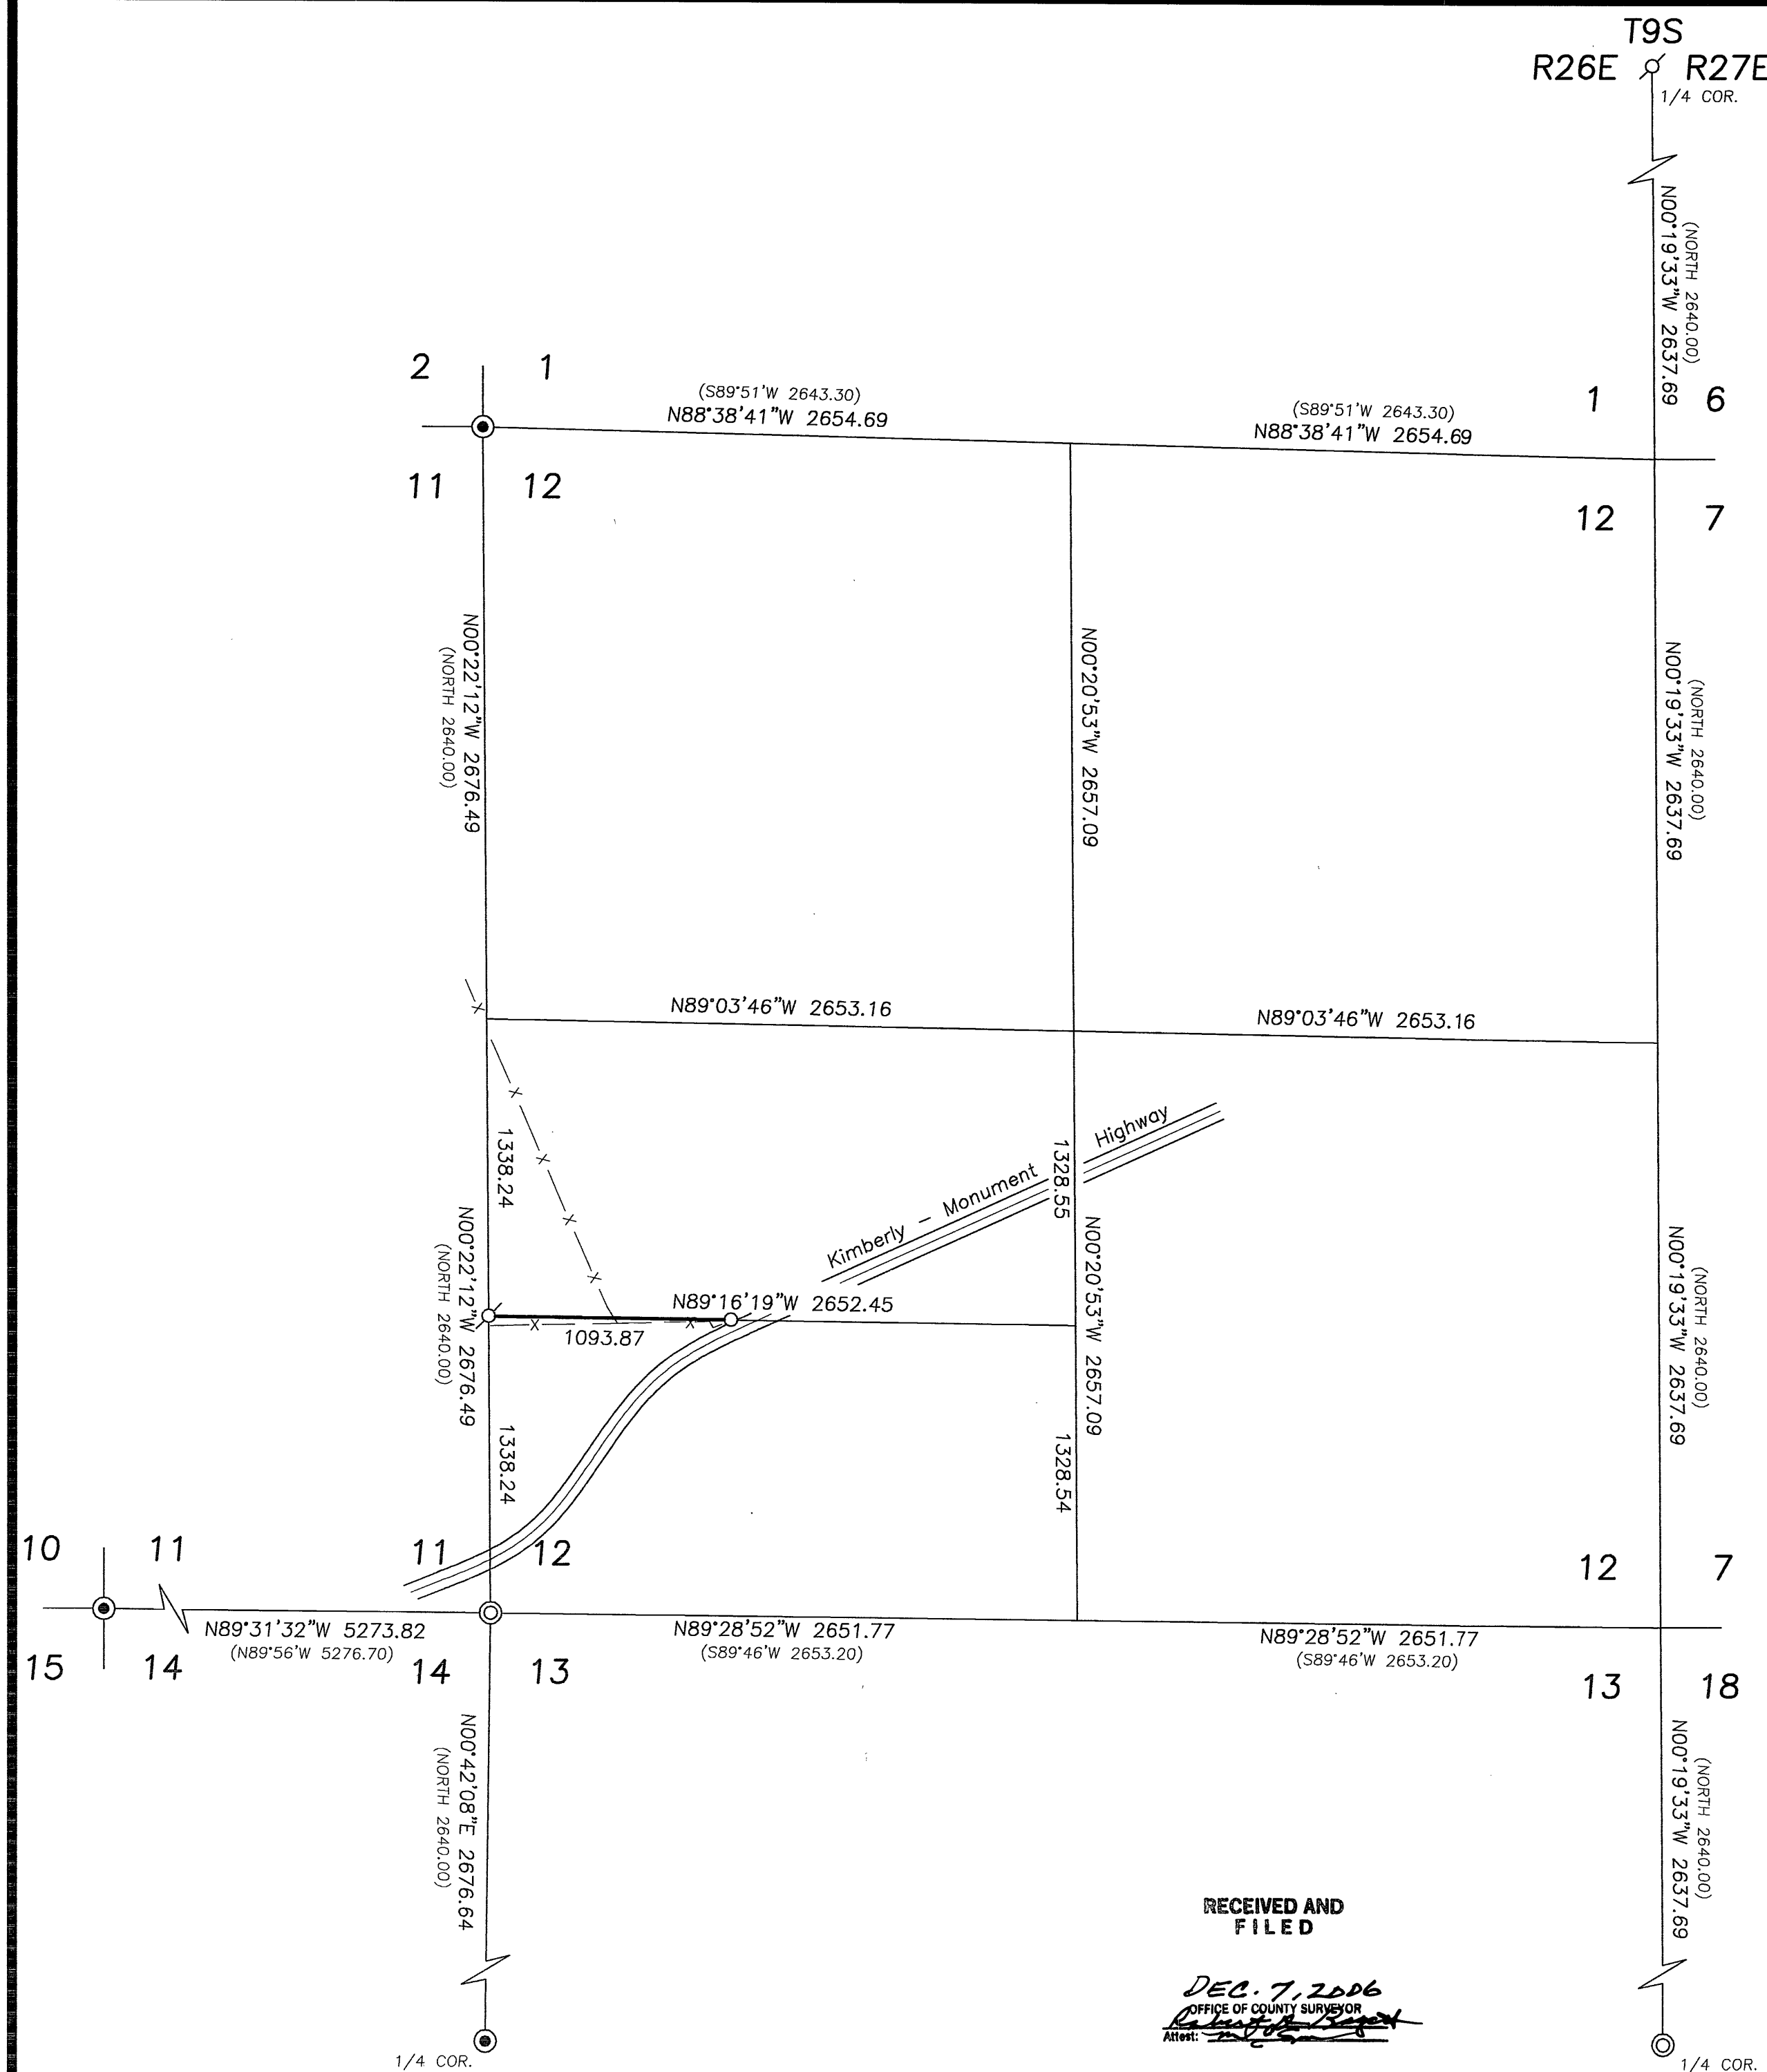 T9S
R26E R27E
1/4 COR.
(NORTH 2640.00)
N00°19'33"W 2637.69
2 1
(S89°51'W 2643.30)
N88°38'41"W 2654.69
(S89°51'W 2643.30)
N88°38'41"W 2654.69
1 6
11 12
12 7
N00°22'12"W 2676.49
(NORTH 2640.00)
N00°20'53"W 2657.09
(NORTH 2640.00)
N00°19'33"W 2637.69
N89°03'46"W 2653.16
N89°03'46"W 2653.16
1338.24
1328.55
Kimberly - Monument Highway
N00°22'12"W 2676.49
(NORTH 2640.00)
N89°16'19"W 2652.45
1093.87
N00°20'53"W 2657.09
(NORTH 2640.00)
N00°19'33"W 2637.69
1338.24
1328.54
10 11
11 12
12 7
N89°31'32"W 5273.82
(N89°56'W 5276.70)
N89°28'52"W 2651.77
(S89°46'W 2653.20)
N89°28'52"W 2651.77
(S89°46'W 2653.20)
15 14
14 13
13 18
N00°42'08"E 2676.64
(NORTH 2640.00)
(NORTH 2640.00)
N00°19'33"W 2637.69
RECEIVED AND
FILED
DEC. 7, 2006
OFFICE OF COUNTY SURVEYOR
Attest:
1/4 COR.
1/4 COR.